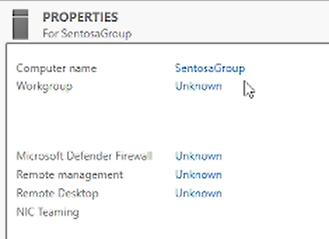 PROPERTIES
For SentosaGroup
Computer name SentosaGroup
Workgroup Unknown
Microsoft Defender Firewall Unknown
Remote management Unknown
Remote Desktop Unknown
NIC Teaming